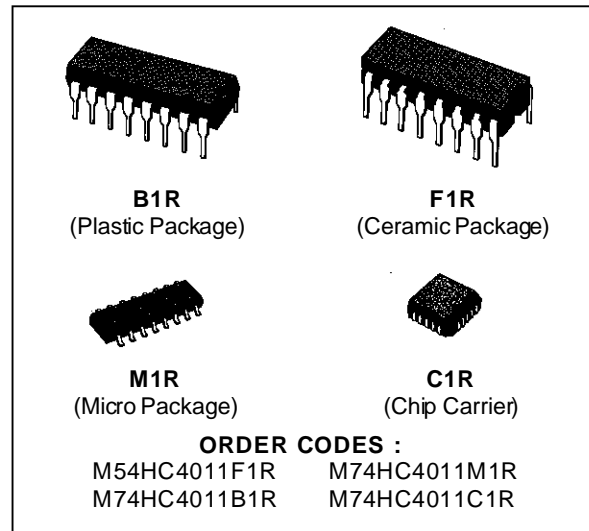 B1R F1R
(Plastic Package) (Ceramic Package)
M1R C1R
(Micro Package) (Chip Carrier)
ORDER CODES :
M54HC4011F1R M74HC4011M1R
M74HC4011B1R M74HC4011C1R